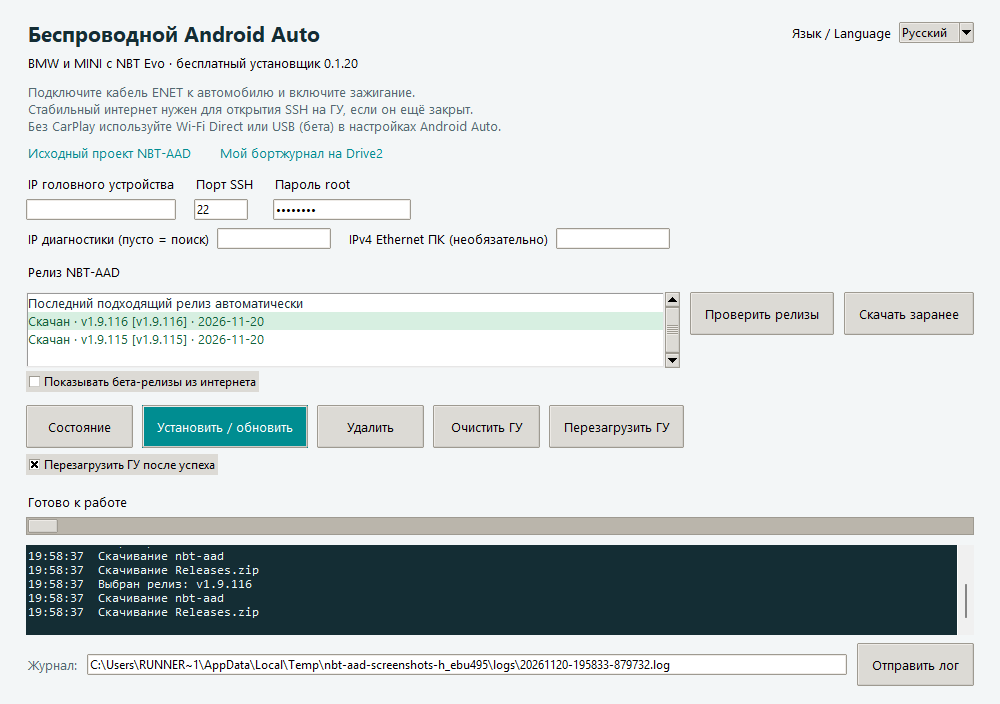 Беспроводной Android Auto
Язык / Language Русский
BMW и MINI с NBT Evo · бесплатный установщик 0.1.20
Подключите кабель ENET к автомобилю и включите зажигание.
Стабильный интернет нужен для открытия SSH на ГУ, если он ещё закрыт.
Без CarPlay используйте Wi-Fi Direct или USB (бета) в настройках Android Auto.
Исходный проект NBT-AAD Мой бортжурнал на Drive2
IP головного устройства Порт SSH Пароль root
22 ••••••••
IP диагностики (пусто = поиск) IPv4 Ethernet ПК (необязательно)
Релиз NBT-AAD
Последний подходящий релиз автоматически
Скачан · v1.9.116 [v1.9.116] · 2026-11-20
Скачан · v1.9.115 [v1.9.115] · 2026-11-20
Проверить релизы Скачать заранее
Показывать бета-релизы из интернета
Состояние Установить / обновить Удалить Очистить ГУ Перезагрузить ГУ
Перезагрузить ГУ после успеха
Готово к работе
19:58:37 Скачивание nbt-aad
19:58:37 Скачивание Releases.zip
19:58:37 Выбран релиз: v1.9.116
19:58:37 Скачивание nbt-aad
19:58:37 Скачивание Releases.zip
Журнал: C:\Users\RUNNER~1\AppData\Local\Temp\nbt-aad-screenshots-h_ebu495\logs\20261120-195833-879732.log Отправить лог